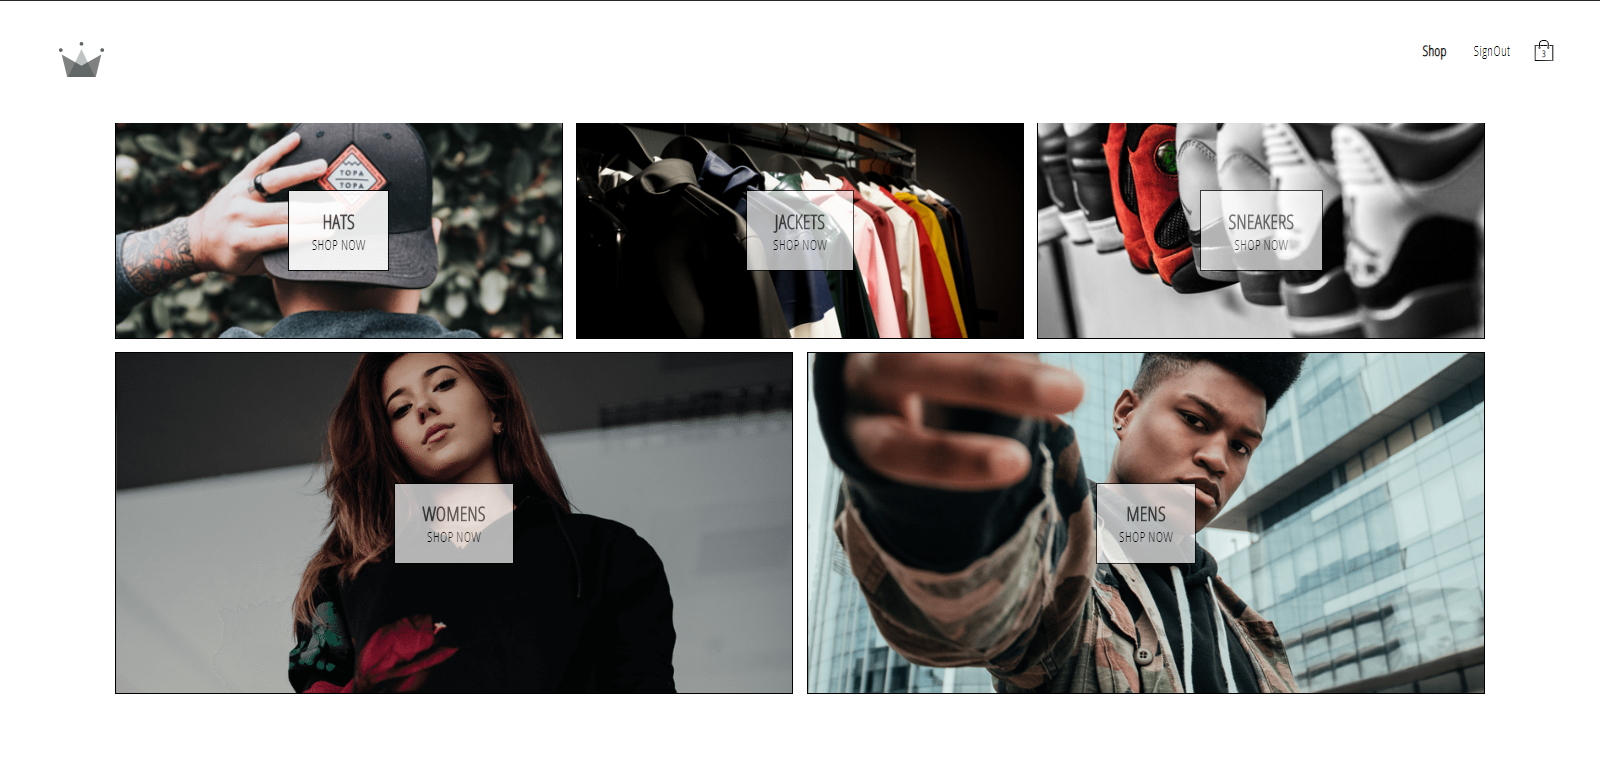 Shop
SignOut
3
TOPA
TOPA
HATS
SHOP NOW
JACKETS
SHOP NOW
SNEAKERS
SHOP NOW
WOMENS
SHOP NOW
MENS
SHOP NOW